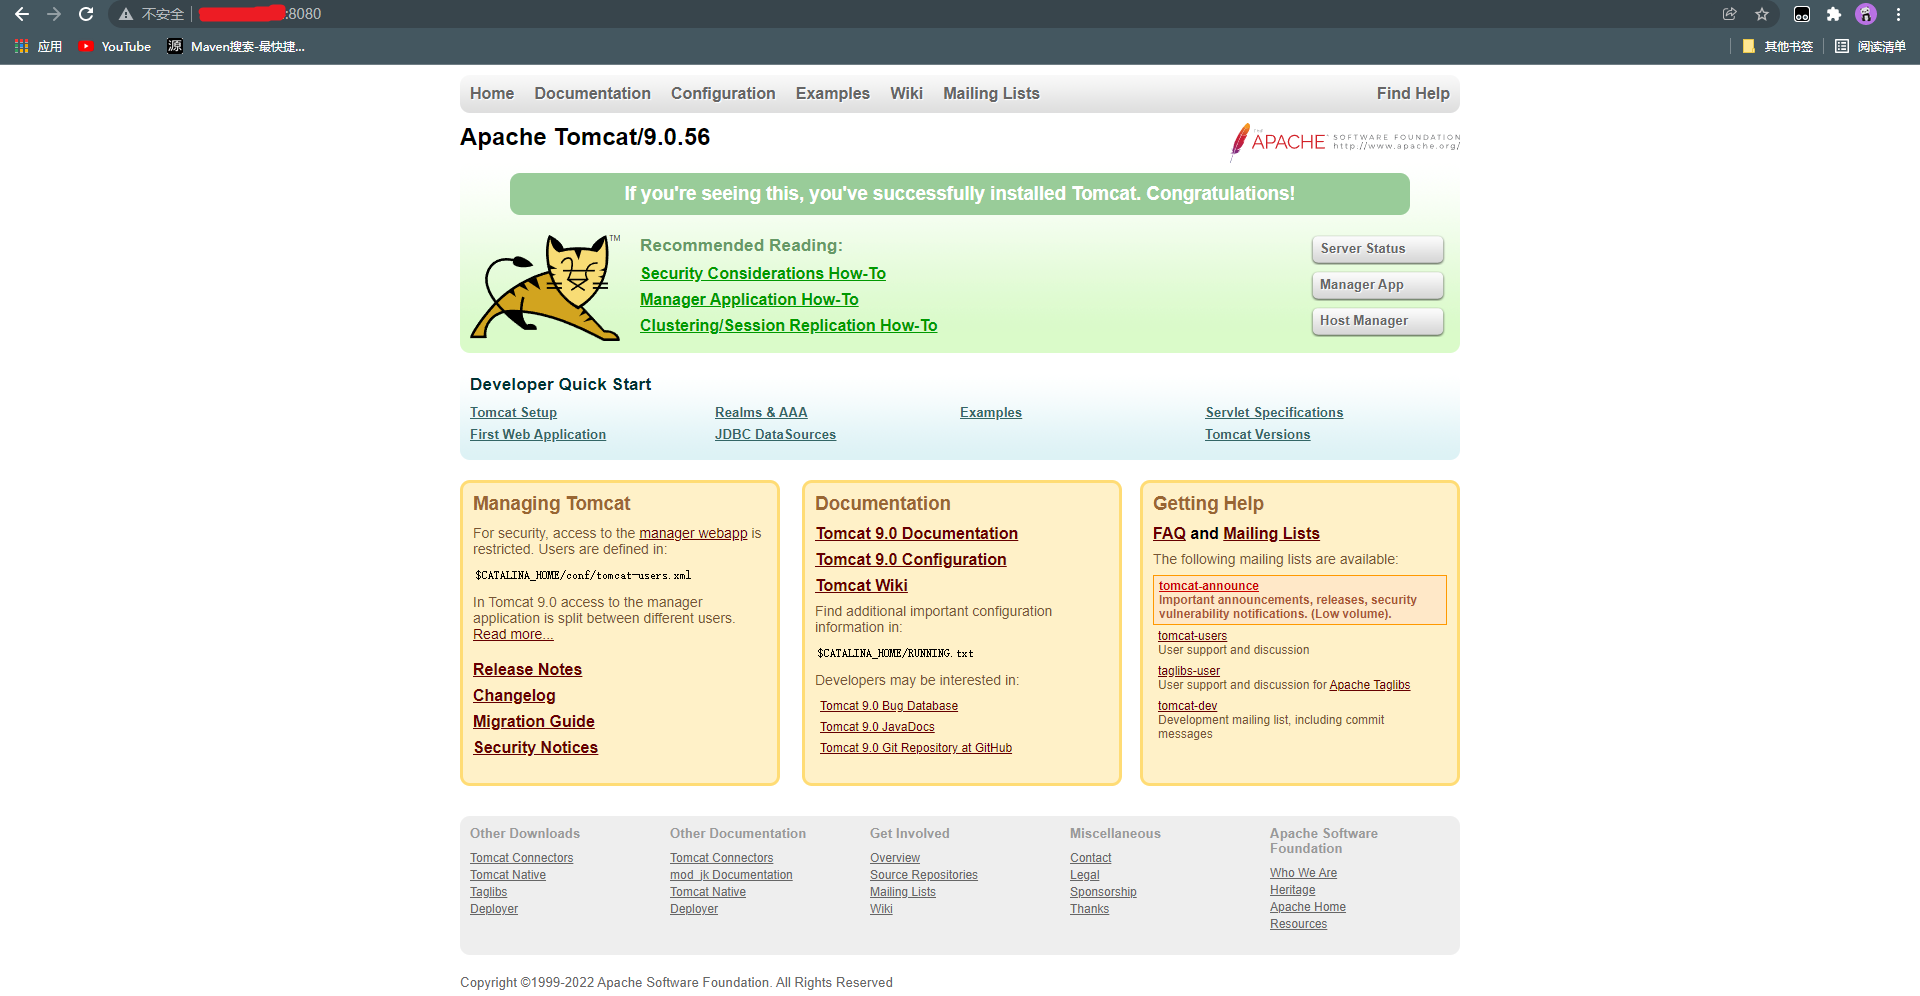 不安全 :8080
应用 YouTube 源 Maven搜索-最快捷... 其他书签 阅读清单
Home Documentation Configuration Examples Wiki Mailing Lists Find Help
Apache Tomcat/9.0.56
THE APACHE SOFTWARE FOUNDATION
http://www.apache.org/
If you're seeing this, you've successfully installed Tomcat. Congratulations!
TM
Recommended Reading:
Security Considerations How-To
Manager Application How-To
Clustering/Session Replication How-To
Server Status
Manager App
Host Manager
Developer Quick Start
Tomcat Setup
First Web Application
Realms & AAA
JDBC DataSources
Examples
Servlet Specifications
Tomcat Versions
Managing Tomcat
For security, access to the manager webapp is
restricted. Users are defined in:
$CATALINA_HOME/conf/tomcat-users.xml
In Tomcat 9.0 access to the manager
application is split between different users.
Read more...
Release Notes
Changelog
Migration Guide
Security Notices
Documentation
Tomcat 9.0 Documentation
Tomcat 9.0 Configuration
Tomcat Wiki
Find additional important configuration
information in:
$CATALINA_HOME/RUNNING.txt
Developers may be interested in:
Tomcat 9.0 Bug Database
Tomcat 9.0 JavaDocs
Tomcat 9.0 Git Repository at GitHub
Getting Help
FAQ and Mailing Lists
The following mailing lists are available:
tomcat-announce
Important announcements, releases, security
vulnerability notifications. (Low volume).
tomcat-users
User support and discussion
taglibs-user
User support and discussion for Apache Taglibs
tomcat-dev
Development mailing list, including commit
messages
Other Downloads
Tomcat Connectors
Tomcat Native
Taglibs
Deployer
Other Documentation
Tomcat Connectors
mod_jk Documentation
Tomcat Native
Deployer
Get Involved
Overview
Source Repositories
Mailing Lists
Wiki
Miscellaneous
Contact
Legal
Sponsorship
Thanks
Apache Software
Foundation
Who We Are
Heritage
Apache Home
Resources
Copyright ©1999-2022 Apache Software Foundation. All Rights Reserved